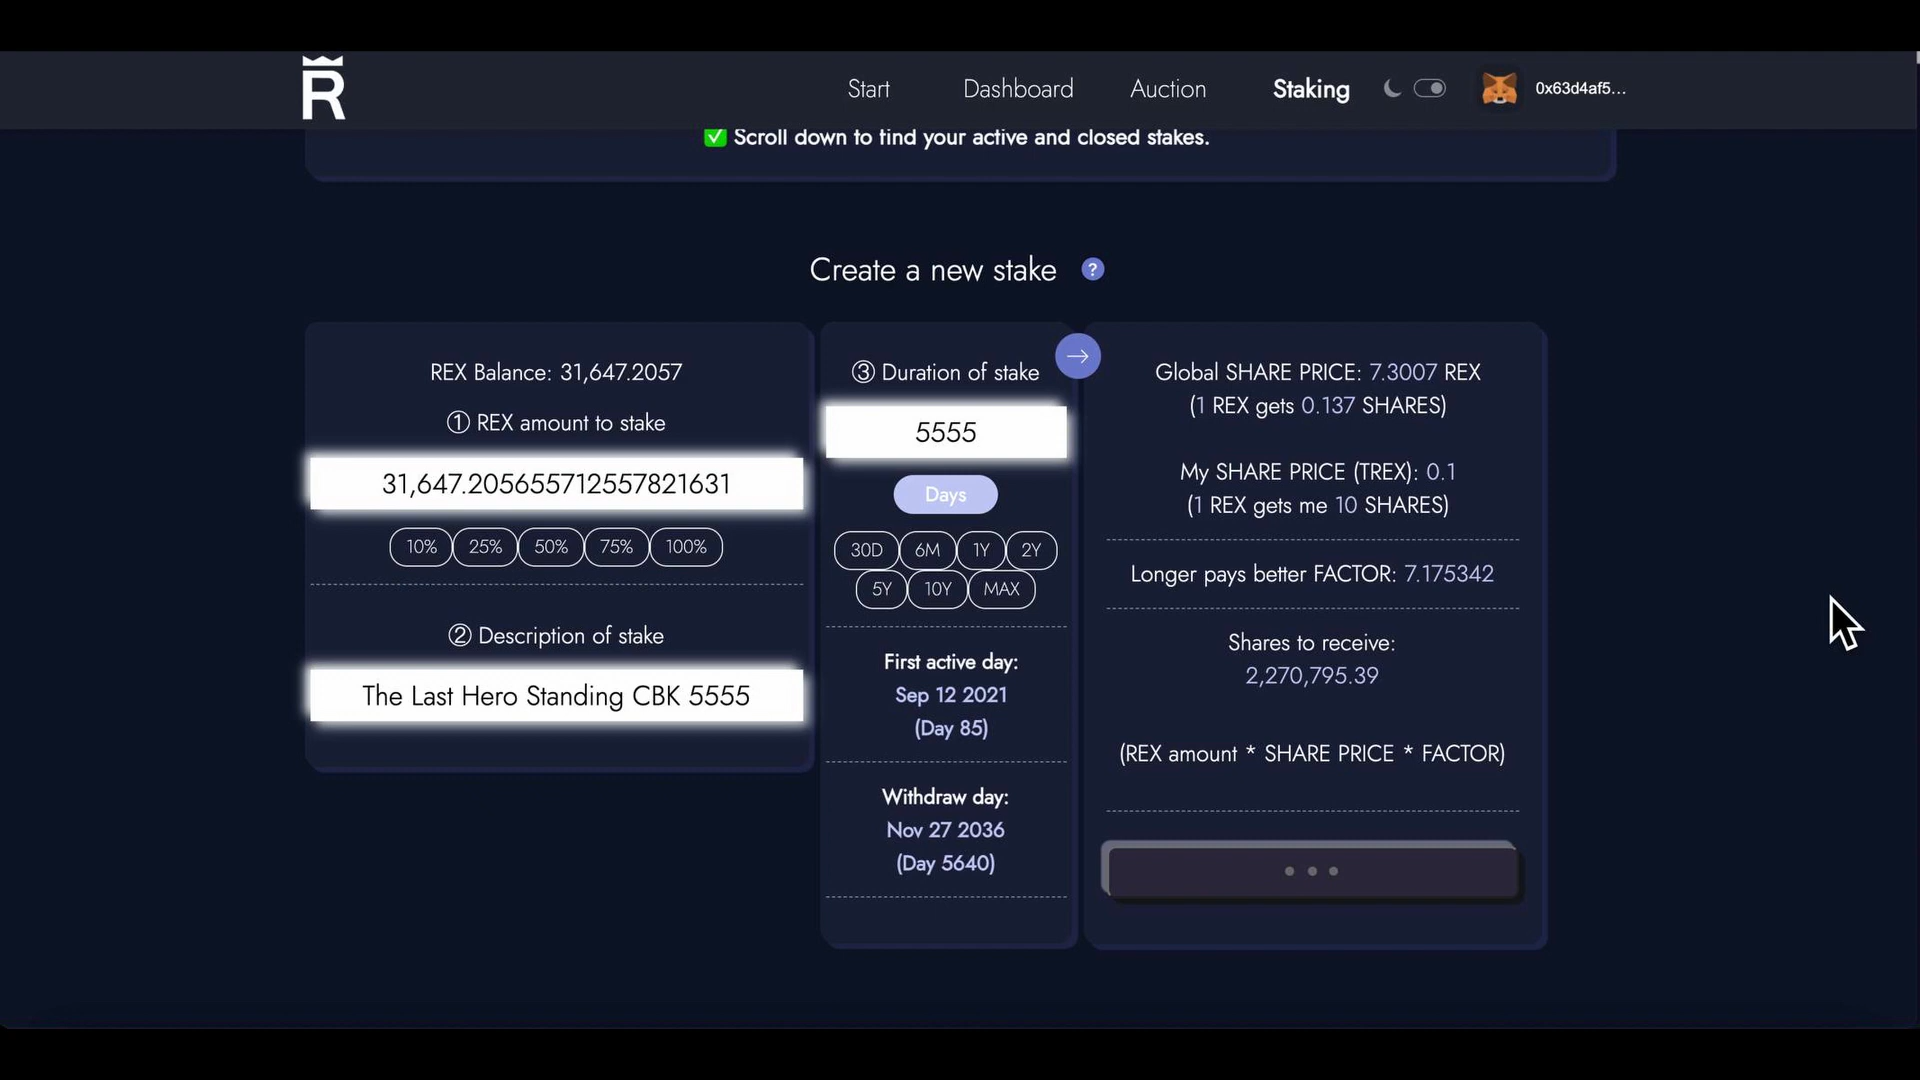 R
Start
Dashboard
Auction
Staking
0x63d4af5...
✅ Scroll down to find your active and closed stakes.
Create a new stake ?
REX Balance: 31,647.2057
① REX amount to stake
31,647.205655712557821631
10% 25% 50% 75% 100%
② Description of stake
The Last Hero Standing CBK 5555
③ Duration of stake
5555
Days
30D 6M 1Y 2Y
5Y 10Y MAX
First active day:
Sep 12 2021
(Day 85)
Withdraw day:
Nov 27 2036
(Day 5640)
Global SHARE PRICE: 7.3007 REX
(1 REX gets 0.137 SHARES)
My SHARE PRICE (TREX): 0.1
(1 REX gets me 10 SHARES)
Longer pays better FACTOR: 7.175342
Shares to receive:
2,270,795.39
(REX amount * SHARE PRICE * FACTOR)